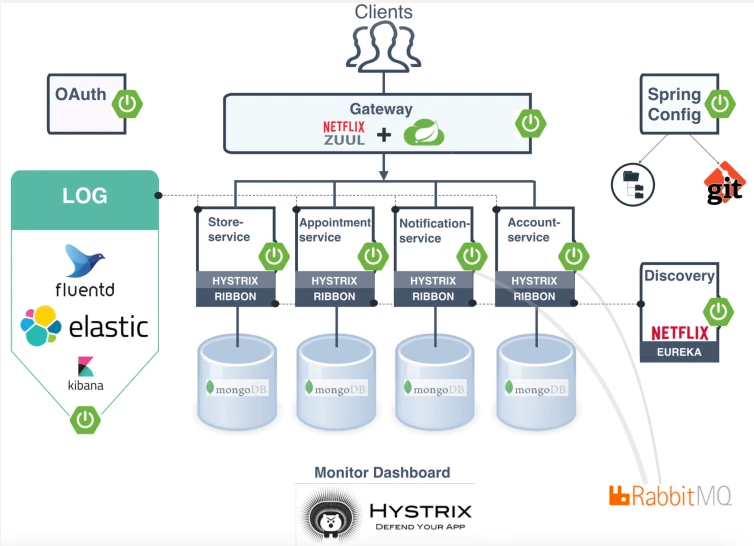 Clients
OAuth
Gateway
NETFLIX
ZUUL
+
Spring
Config
git
LOG
fluentd
elastic
kibana
Store-
service
HYSTRIX
RIBBON
Appointment
service
HYSTRIX
RIBBON
Notification-
service
HYSTRIX
RIBBON
Account-
service
HYSTRIX
RIBBON
Discovery
NETFLIX
EUREKA
mongoDB
mongoDB
mongoDB
mongoDB
Monitor Dashboard
HYSTRIX
DEFEND YOUR APP
RabbitMQ